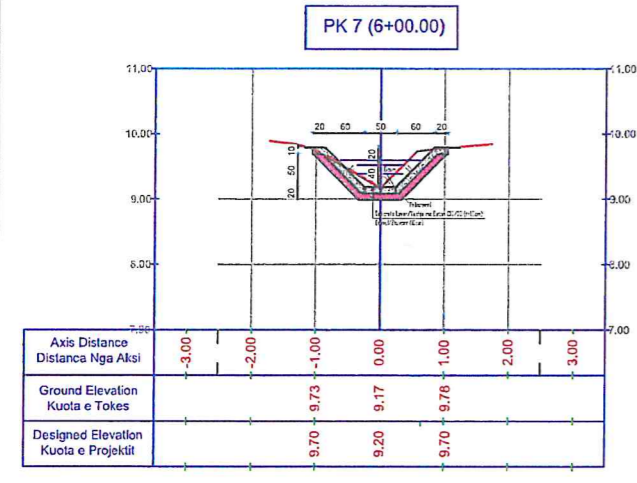 PK 7 (6+00.00)
11.00 11.00
20 60 50 60 20
10.00 10.00
10 20
50 40
20
9.00 9.00
8.00 8.00
7.00 7.00
Axis Distance
Distanca Nga Aksi
-3.00 -2.00 -1.00 0.00 1.00 2.00 3.00
Ground Elevation
Kuota e Tokes
9.73 9.17 9.78
Designed Elevation
Kuota e Projektit
9.70 9.20 9.70